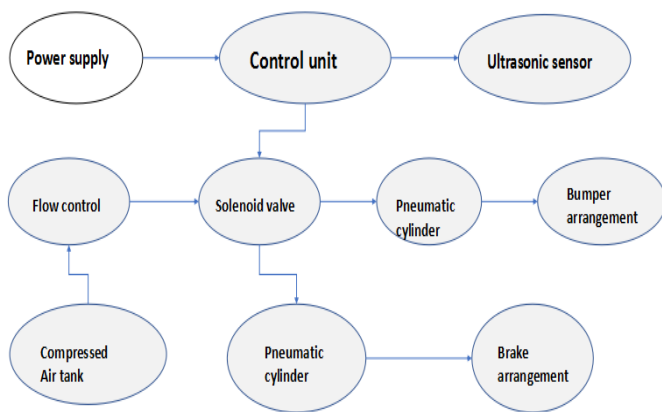 Power supply
Control unit
Ultrasonic sensor
Flow control
Solenoid valve
Pneumatic
cylinder
Bumper
arrangement
Compressed
Air tank
Pneumatic
cylinder
Brake
arrangement